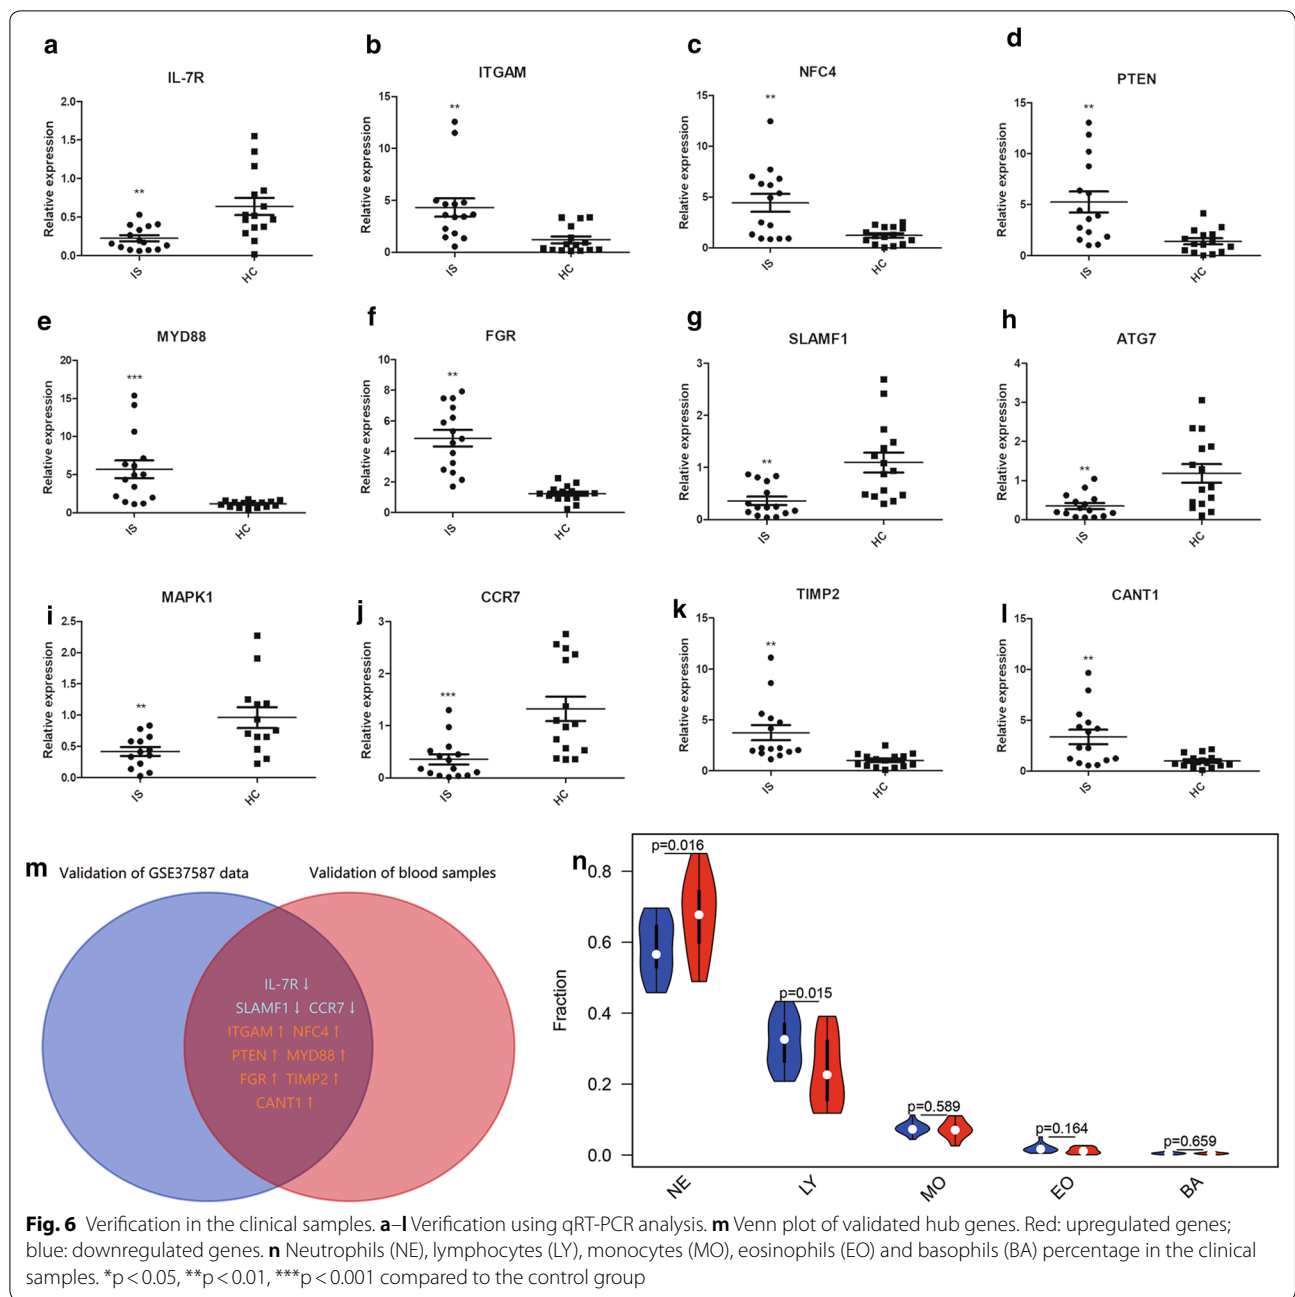 a
IL-7R
Relative expression
2.0
1.5
1.0
0.5
0.0
**
IS
HC
b
ITGAM
Relative expression
15
10
5
0
**
IS
HC
c
NFC4
Relative expression
15
10
5
0
**
IS
HC
d
PTEN
Relative expression
15
10
5
0
**
IS
HC
e
MYD88
Relative expression
20
15
10
5
0
***
IS
HC
f
FGR
Relative expression
10
8
6
4
2
0
**
IS
HC
g
SLAMF1
Relative expression
3
2
1
0
**
IS
HC
h
ATG7
Relative expression
4
3
2
1
0
**
IS
HC
i
MAPK1
Relative expression
2.5
2.0
1.5
1.0
0.5
0.0
**
IS
HC
j
CCR7
Relative expression
3
2
1
0
***
IS
HC
k
TIMP2
Relative expression
15
10
5
0
**
IS
HC
l
CANT1
Relative expression
15
10
5
0
**
IS
HC
m
Validation of GSE37587 data
Validation of blood samples
IL-7R ↓
SLAMF1 ↓ CCR7 ↓
ITGAM ↑ NFC4 ↑
PTEN ↑ MYD88 ↑
FGR ↑ TIMP2 ↑
CANT1 ↑
n
Fraction
0.8
0.6
0.4
0.2
0.0
p=0.016
p=0.015
p=0.589
p=0.164
p=0.659
NE
LY
MO
EO
BA
Fig. 6 Verification in the clinical samples. a–l Verification using qRT-PCR analysis. m Venn plot of validated hub genes. Red: upregulated genes;
blue: downregulated genes. n Neutrophils (NE), lymphocytes (LY), monocytes (MO), eosinophils (EO) and basophils (BA) percentage in the clinical
samples. *p < 0.05, **p < 0.01, ***p < 0.001 compared to the control group